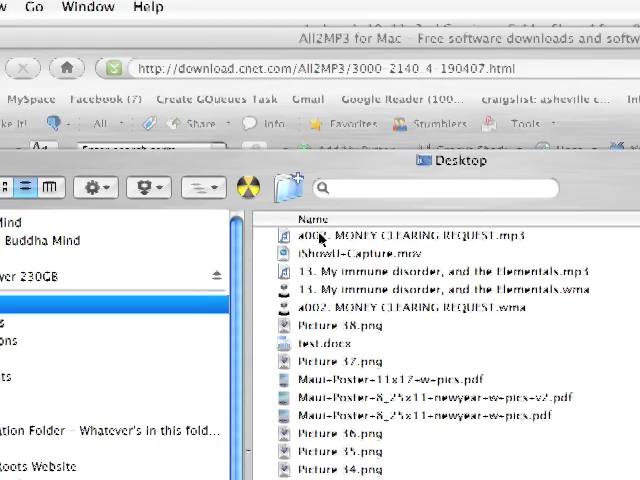 Go Window Help
All2MP3 for Mac - Free software downloads and softw
http://download.cnet.com/All2MP3/3000-2140_4-190407.html
MySpace Facebook (7) Create GQueues Task Gmail Google Reader (100... craigslist: asheville c...
ke it! All Share Info Favorites Stumblers Tools
Desktop
Name
Mind
a002. MONEY CLEARING REQUEST.mp3
Buddha Mind
iShowU-Capture.mov
ver 230GB
13. My immune disorder, and the Elementals.mp3
13. My immune disorder, and the Elementals.wma
a002. MONEY CLEARING REQUEST.wma
s
Picture 38.png
ons
test.docx
Picture 37.png
ts
Maui-Poster-11x17-w-pics.pdf
Maui-Poster-8_25x11-newyear-w-pics-v2.pdf
Maui-Poster-8_25x11-newyear-w-pics.pdf
ation Folder - Whatever's in this fold...
Picture 36.png
Picture 35.png
Roots Website
Picture 34.png